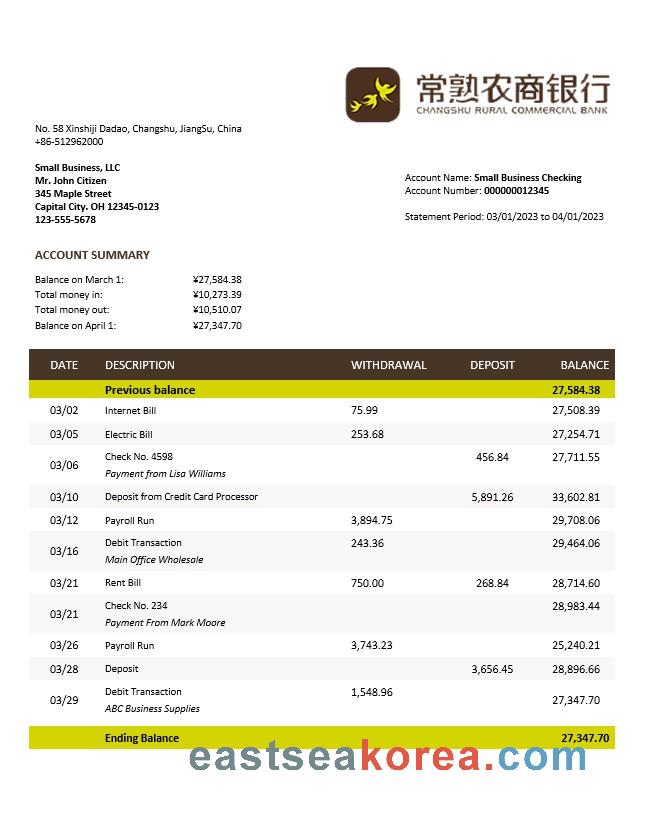 常熟农商银行
CHANGSHU RURAL COMMERCIAL BANK
No. 58 Xinshiji Dadao, Changshu, JiangSu, China
+86-512962000
Small Business, LLC
Mr. John Citizen
345 Maple Street
Capital City. OH 12345-0123
123-555-5678
Account Name: Small Business Checking
Account Number: 000000012345
Statement Period: 03/01/2023 to 04/01/2023
ACCOUNT SUMMARY
Balance on March 1: ¥27,584.38
Total money in: ¥10,273.39
Total money out: ¥10,510.07
Balance on April 1: ¥27,347.70
DATE DESCRIPTION WITHDRAWAL DEPOSIT BALANCE
Previous balance 27,584.38
03/02 Internet Bill 75.99 27,508.39
03/05 Electric Bill 253.68 27,254.71
03/06 Check No. 4598 456.84 27,711.55
Payment from Lisa Williams
03/10 Deposit from Credit Card Processor 5,891.26 33,602.81
03/12 Payroll Run 3,894.75 29,708.06
03/16 Debit Transaction 243.36 29,464.06
Main Office Wholesale
03/21 Rent Bill 750.00 268.84 28,714.60
03/21 Check No. 234 28,983.44
Payment From Mark Moore
03/26 Payroll Run 3,743.23 25,240.21
03/28 Deposit 3,656.45 28,896.66
03/29 Debit Transaction 1,548.96 27,347.70
ABC Business Supplies
Ending Balance 27,347.70
eastseakorea.com